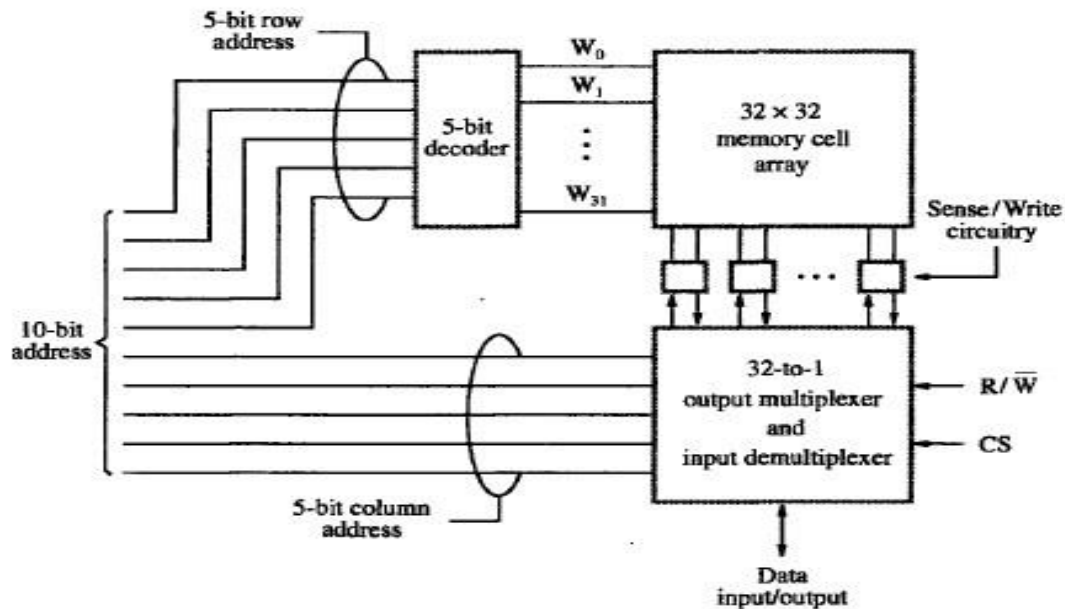 5-bit row
address
5-bit
decoder
W₀
W₁
W₃₁
32 × 32
memory cell
array
Sense/Write
circuitry
10-bit
address
32-to-1
output multiplexer
and
input demultiplexer
R/W̅
CS
5-bit column
address
Data
input/output